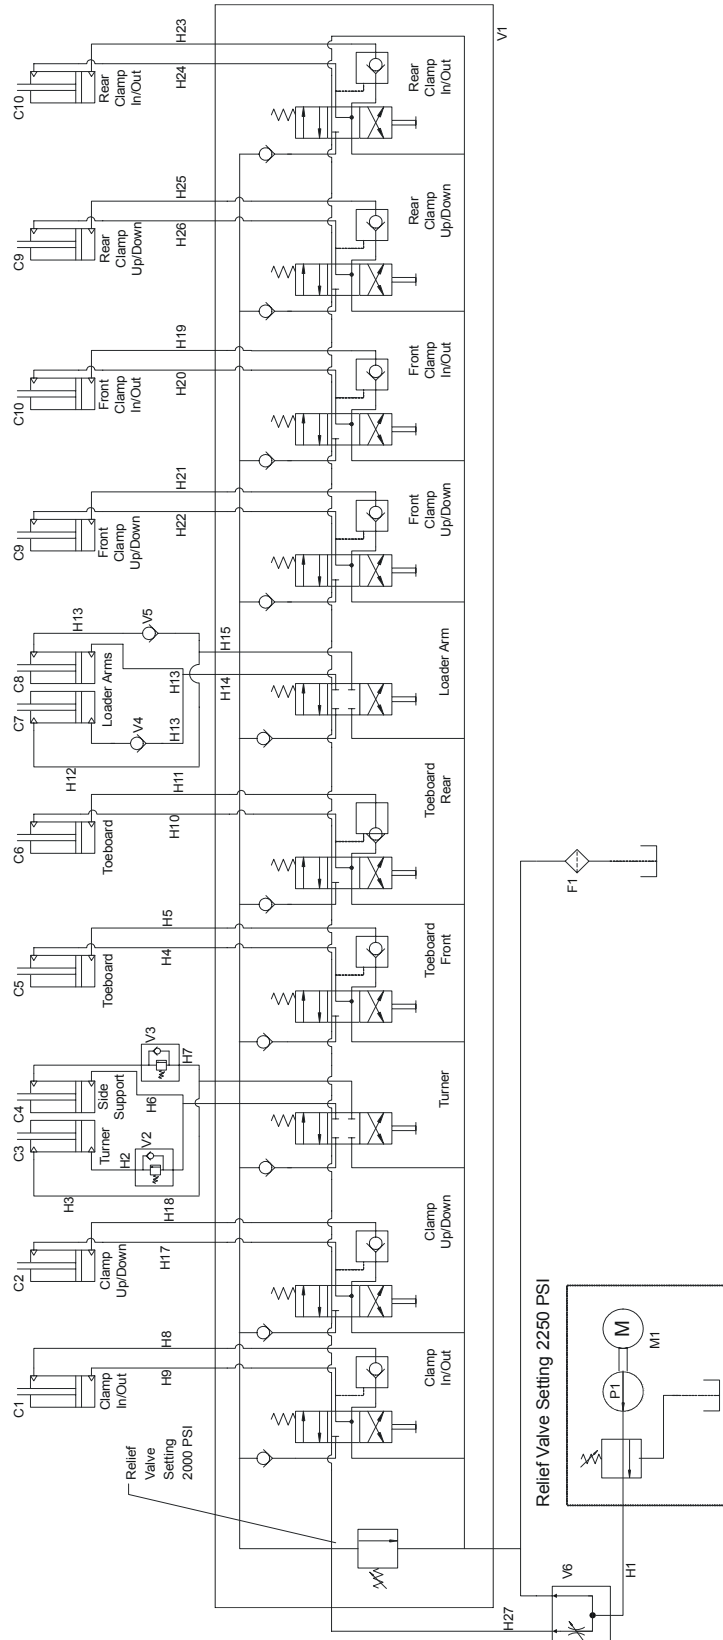 C10
Rear
Clamp
In/Out
H23
H24
Rear
Clamp
In/Out
V1
C9
Rear
Clamp
Up/Down
H25
H26
Rear
Clamp
Up/Down
C10
Front
Clamp
In/Out
H19
H20
Front
Clamp
In/Out
C9
Front
Clamp
Up/Down
H21
H22
Front
Clamp
Up/Down
C8
C7
Loader Arms
H13
V5
H15
H13
H14
V4
H13
H12
H11
Loader Arm
C6
Toeboard
H10
Toeboard
Rear
C5
Toeboard
H5
H4
Toeboard
Front
C4
C3
Side
Support
Turner
V3
H7
H6
V2
H2
H18
H3
Turner
C2
Clamp
Up/Down
H17
Clamp
Up/Down
C1
Clamp
In/Out
H8
H9
Clamp
In/Out
Relief
Valve
Setting
2000 PSI
F1
Relief Valve Setting 2250 PSI
M
M1
P1
V6
H1
H27